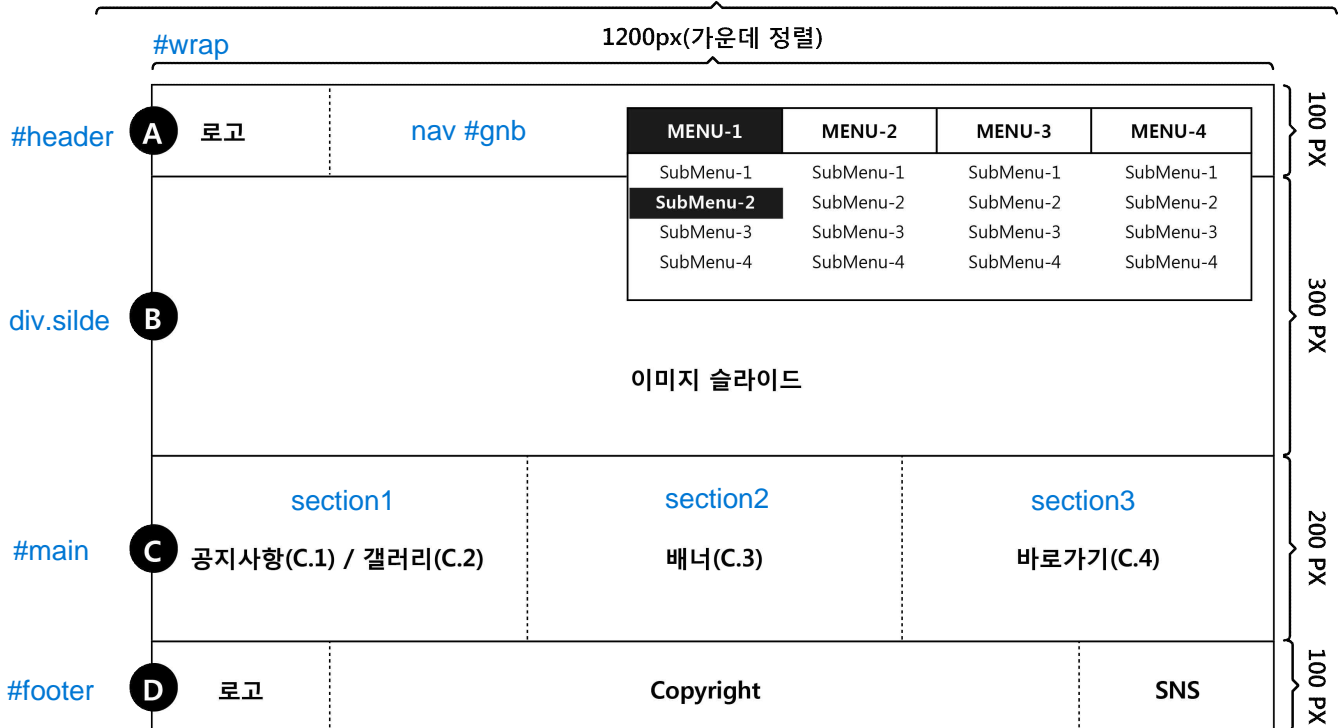 1200px(가운데 정렬)
#wrap
#header
A
로고
nav #gnb
MENU-1 MENU-2 MENU-3 MENU-4
SubMenu-1 SubMenu-1 SubMenu-1 SubMenu-1
SubMenu-2 SubMenu-2 SubMenu-2 SubMenu-2
SubMenu-3 SubMenu-3 SubMenu-3 SubMenu-3
SubMenu-4 SubMenu-4 SubMenu-4 SubMenu-4
100 PX
div.silde
B
이미지 슬라이드
300 PX
#main
C
section1
공지사항(C.1) / 갤러리(C.2)
section2
배너(C.3)
section3
바로가기(C.4)
200 PX
#footer
D
로고
Copyright
SNS
100 PX